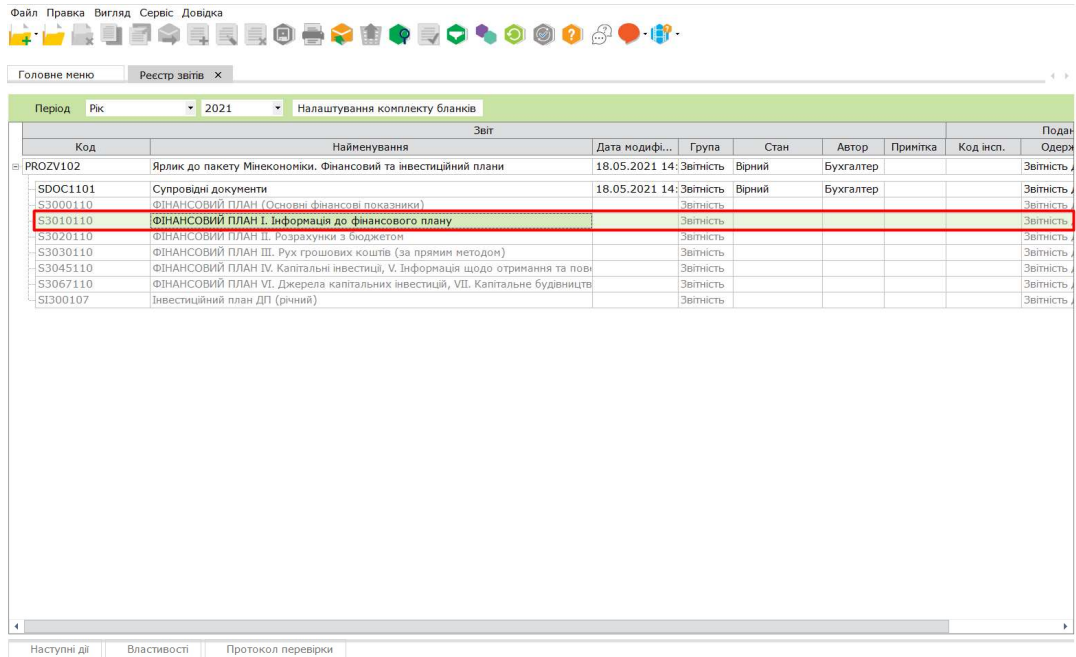 Файл Правка Вигляд Сервіс Довідка
Головне меню Реєстр звітів ×
Період Рік 2021 Налаштування комплекту бланків
Звіт Подан
Код Найменування Дата модифі... Група Стан Автор Примітка Код інсп. Одерж
PROZV102 Ярлик до пакету Мінекономіки. Фінансовий та інвестиційний плани 18.05.2021 14: Звітність Вірний Бухгалтер Звітність д
SDOC1101 Супровідні документи 18.05.2021 14: Звітність Вірний Бухгалтер Звітність д
S3000110 ФІНАНСОВИЙ ПЛАН (Основні фінансові показники) Звітність Звітність д
S3010110 ФІНАНСОВИЙ ПЛАН I. Інформація до фінансового плану Звітність Звітність д
S3020110 ФІНАНСОВИЙ ПЛАН II. Розрахунки з бюджетом Звітність Звітність д
S3030110 ФІНАНСОВИЙ ПЛАН III. Рух грошових коштів (за прямим методом) Звітність Звітність д
S3045110 ФІНАНСОВИЙ ПЛАН IV. Капітальні інвестиції, V. Інформація щодо отримання та пове Звітність Звітність д
S3067110 ФІНАНСОВИЙ ПЛАН VI. Джерела капітальних інвестицій, VII. Капітальне будівництв Звітність Звітність д
SI300107 Інвестиційний план ДП (річний) Звітність Звітність д
Наступні дії Властивості Протокол перевірки